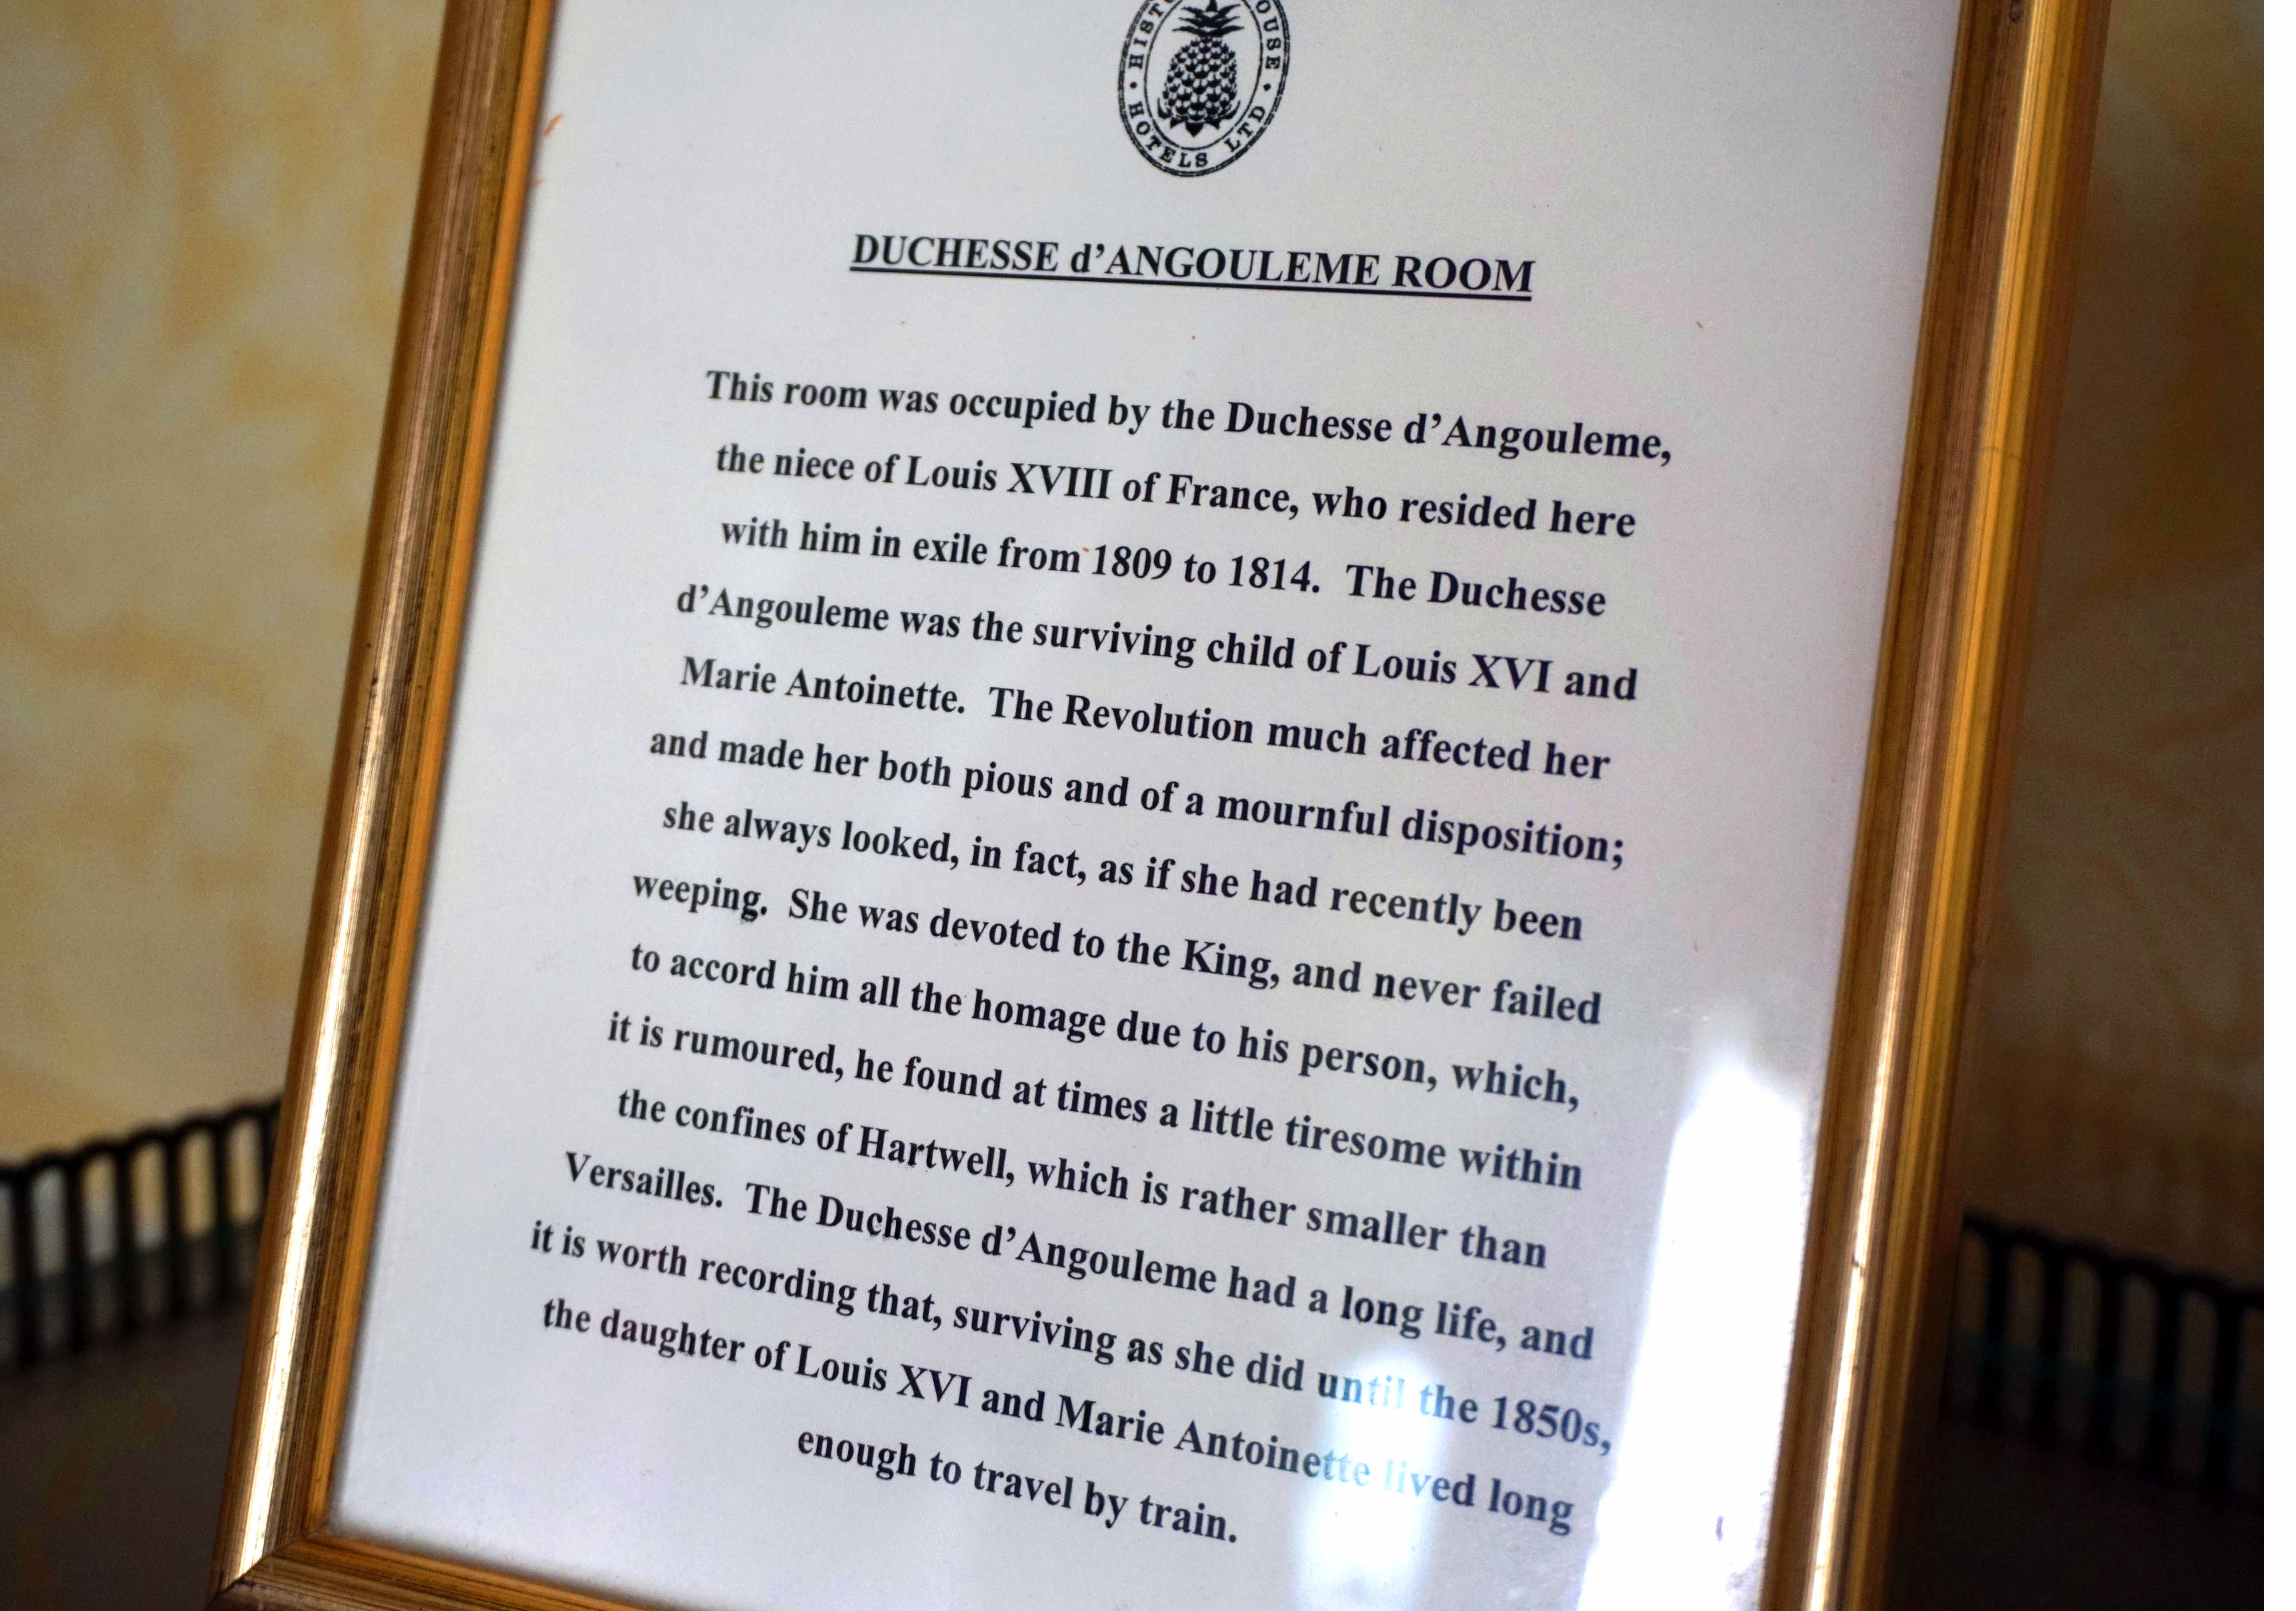 HISTO OUSE
HOTELS LTD
DUCHESSE d’ANGOULEME ROOM
This room was occupied by the Duchesse d’Angouleme,
the niece of Louis XVIII of France, who resided here
with him in exile from 1809 to 1814. The Duchesse
d’Angouleme was the surviving child of Louis XVI and
Marie Antoinette. The Revolution much affected her
and made her both pious and of a mournful disposition;
she always looked, in fact, as if she had recently been
weeping. She was devoted to the King, and never failed
to accord him all the homage due to his person, which,
it is rumoured, he found at times a little tiresome within
the confines of Hartwell, which is rather smaller than
Versailles. The Duchesse d’Angouleme had a long life, and
it is worth recording that, surviving as she did until the 1850s,
the daughter of Louis XVI and Marie Antoinette lived long
enough to travel by train.